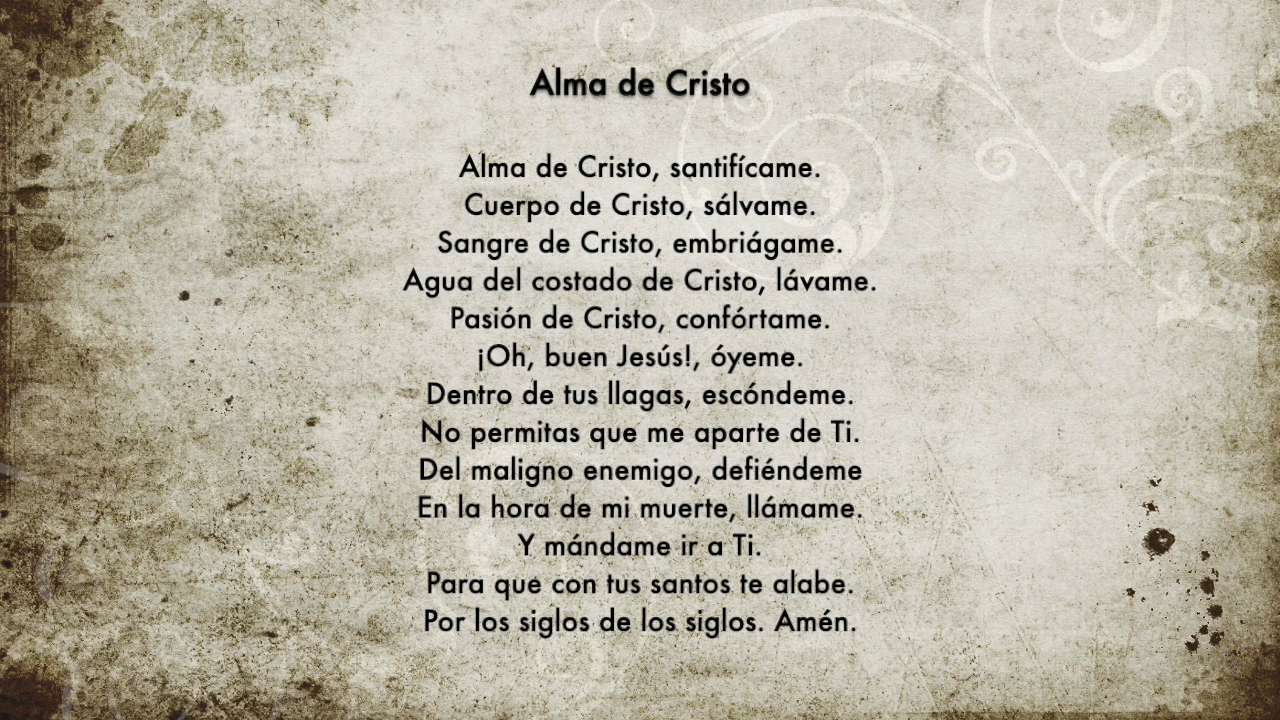 Alma de Cristo
Alma de Cristo, santifícame.
Cuerpo de Cristo, sálvame.
Sangre de Cristo, embriágame.
Agua del costado de Cristo, lávame.
Pasión de Cristo, confórtame.
¡Oh, buen Jesús!, óyeme.
Dentro de tus llagas, escóndeme.
No permitas que me aparte de Ti.
Del maligno enemigo, defiéndeme
En la hora de mi muerte, llámame.
Y mándame ir a Ti.
Para que con tus santos te alabe.
Por los siglos de los siglos. Amén.